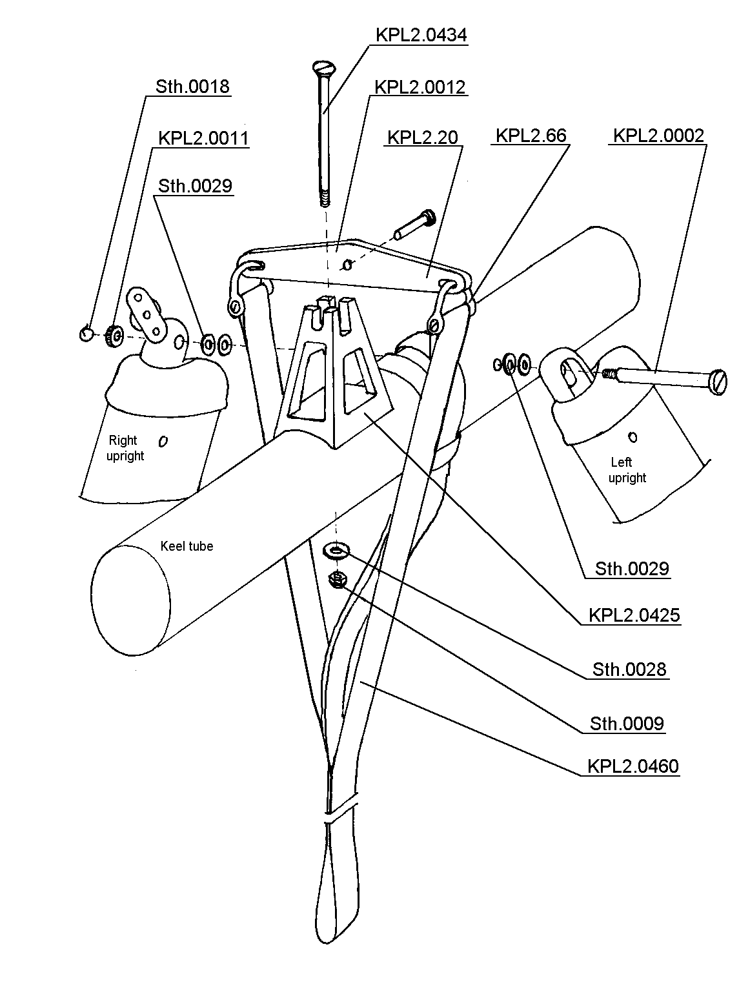 KPL2.0434
Sth.0018
KPL2.0012
KPL2.0011
KPL2.20
KPL2.66
KPL2.0002
Sth.0029
Right
upright
Left
upright
Keel tube
Sth.0029
KPL2.0425
Sth.0028
Sth.0009
KPL2.0460